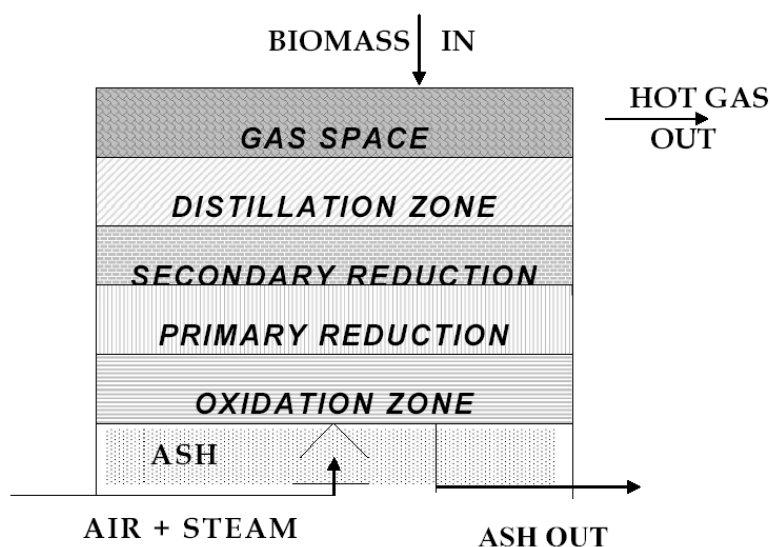 BIOMASS IN
HOT GAS
OUT
GAS SPACE
DISTILLATION ZONE
SECONDARY REDUCTION
PRIMARY REDUCTION
OXIDATION ZONE
ASH
AIR + STEAM
ASH OUT